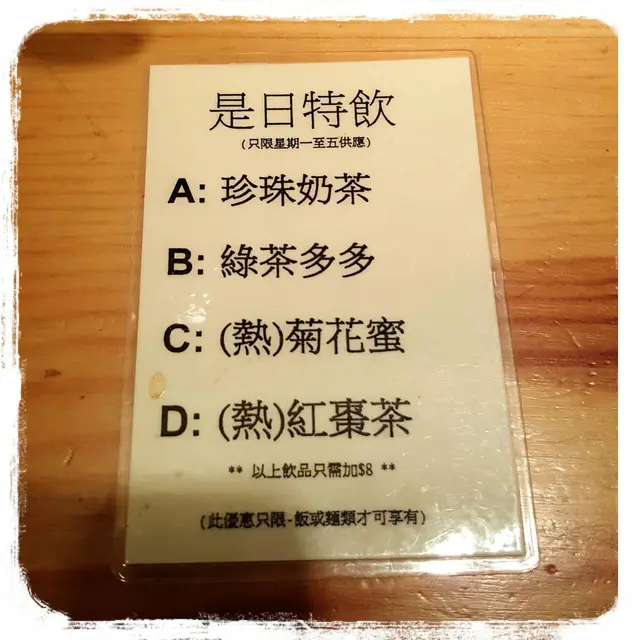 是日特飲
(只限星期一至五供應)
A: 珍珠奶茶
B: 綠茶多多
C: (熱)菊花蜜
D: (熱)紅棗茶
** 以上飲品只需加$8 **
(此優惠只限-飯或麵類才可享有)